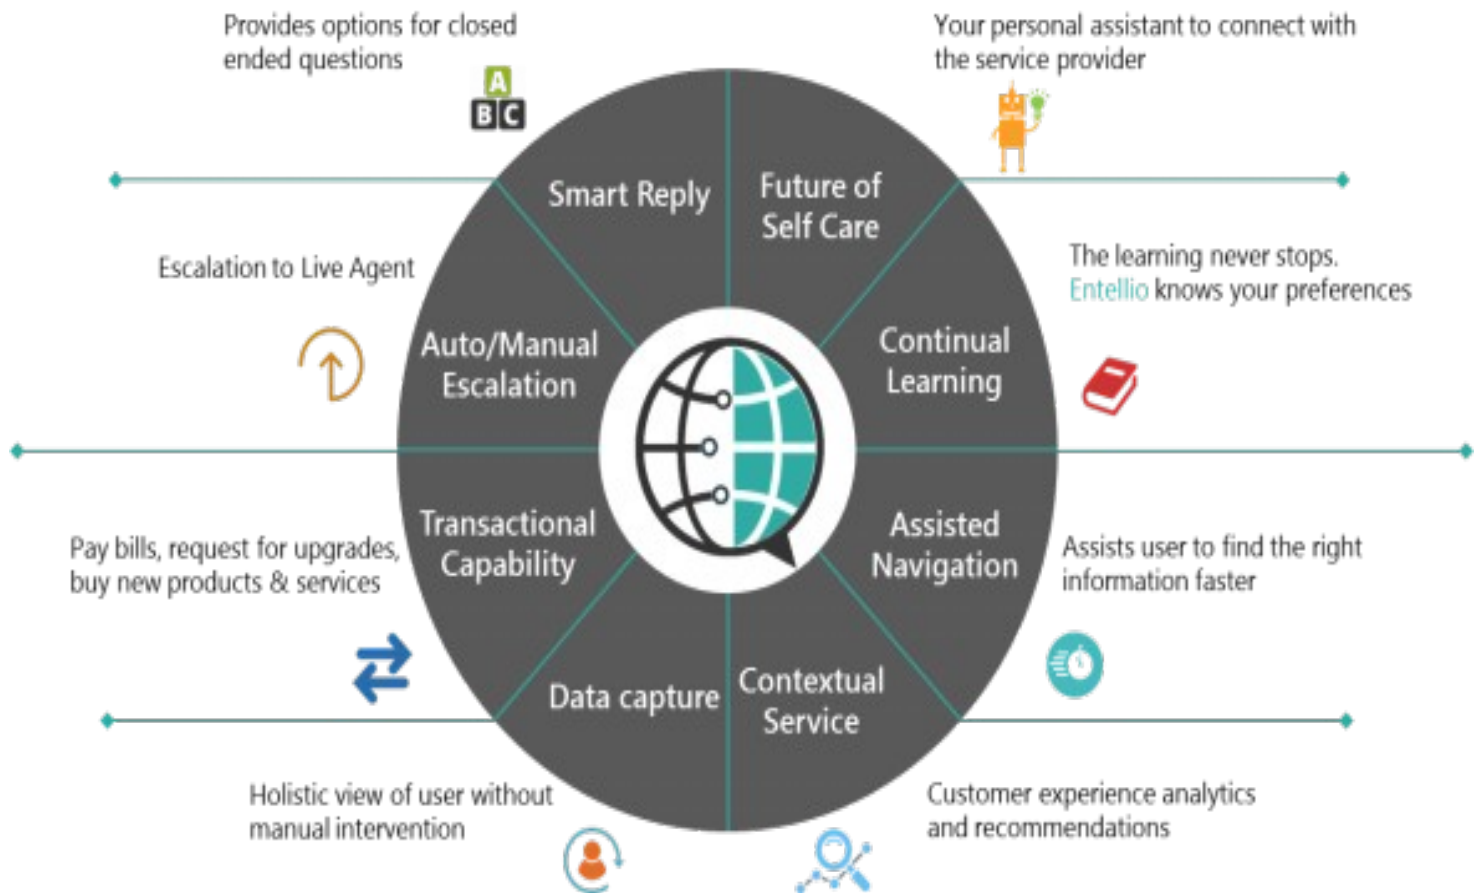 Provides options for closed
ended questions
A
B C
Your personal assistant to connect with
the service provider
Smart Reply
Future of
Self Care
Escalation to Live Agent
The learning never stops.
Entellio knows your preferences
Auto/Manual
Escalation
Continual
Learning
Transactional
Capability
Assisted
Navigation
Pay bills, request for upgrades,
buy new products & services
Assists user to find the right
information faster
Data capture
Contextual
Service
Holistic view of user without
manual intervention
Customer experience analytics
and recommendations